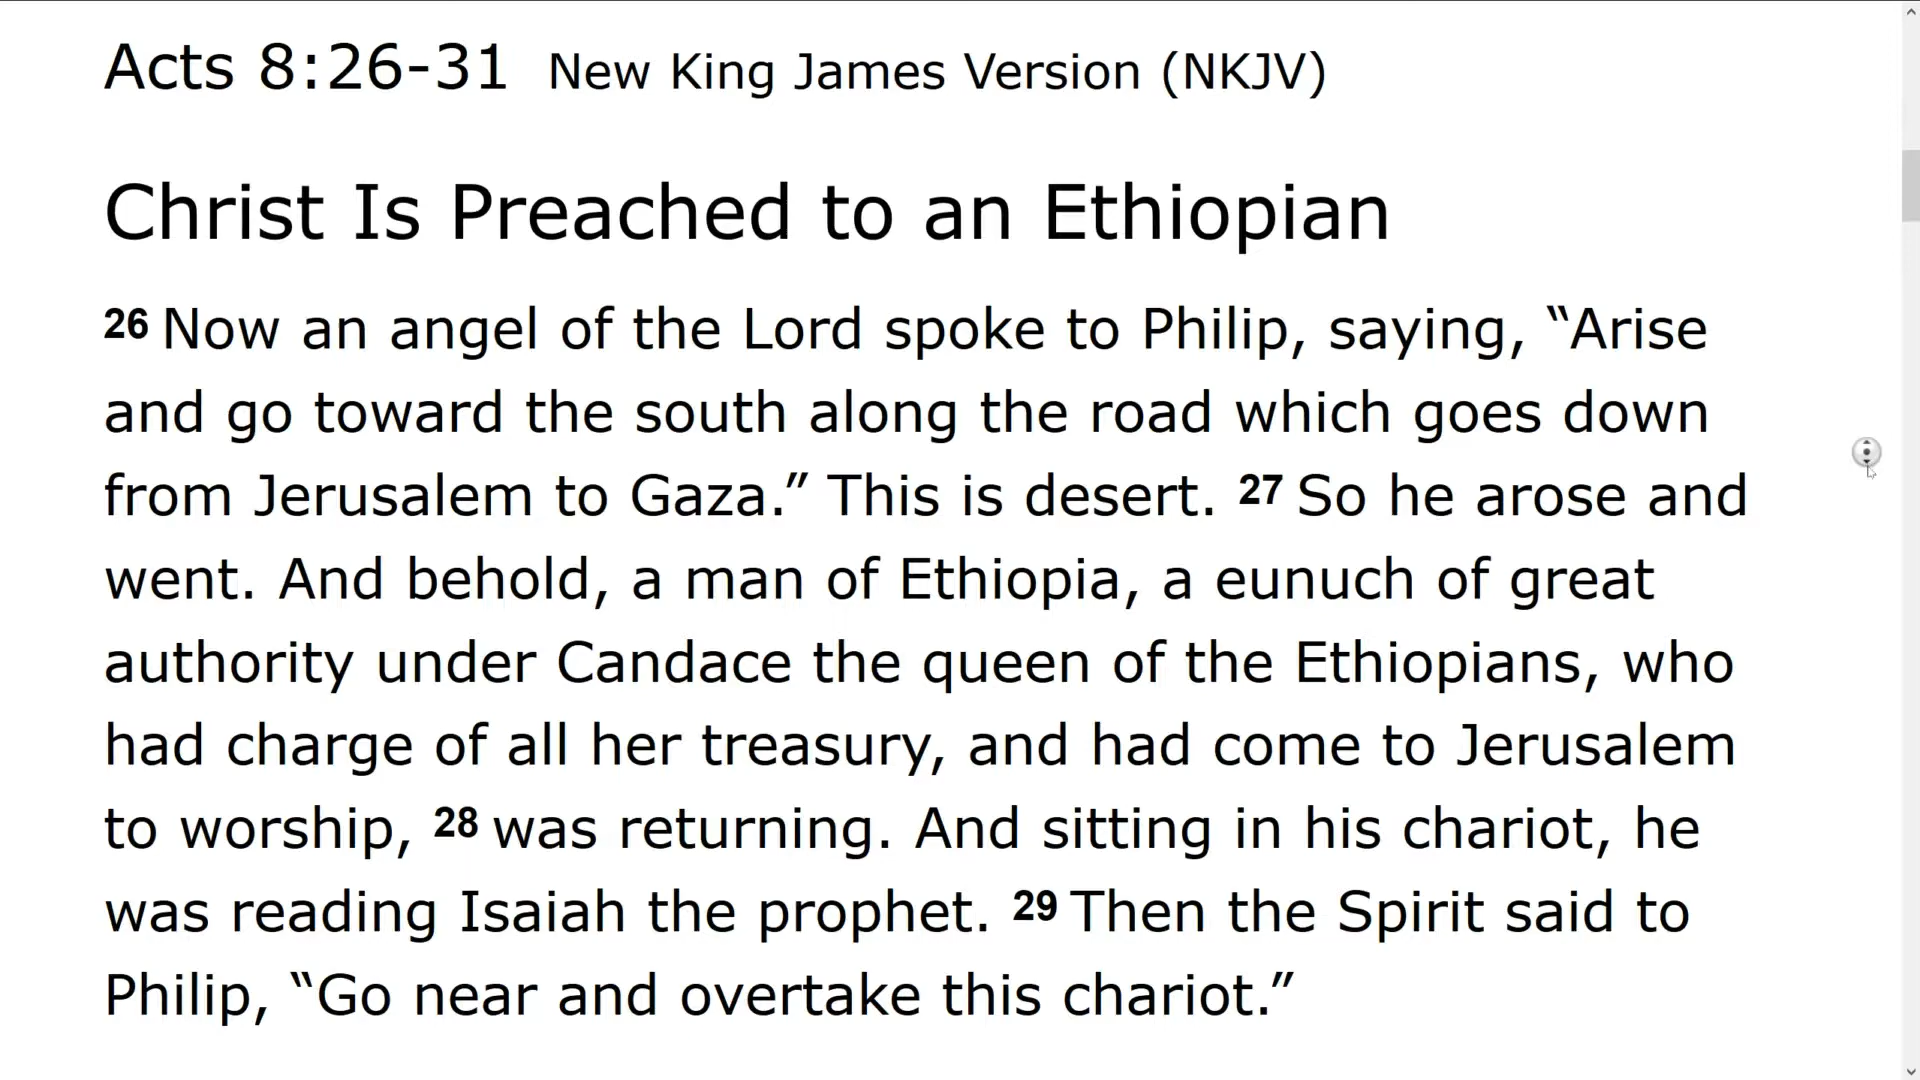 Acts 8:26-31 New King James Version (NKJV)
Christ Is Preached to an Ethiopian
26 Now an angel of the Lord spoke to Philip, saying, “Arise
and go toward the south along the road which goes down
from Jerusalem to Gaza.” This is desert. 27 So he arose and
went. And behold, a man of Ethiopia, a eunuch of great
authority under Candace the queen of the Ethiopians, who
had charge of all her treasury, and had come to Jerusalem
to worship, 28 was returning. And sitting in his chariot, he
was reading Isaiah the prophet. 29 Then the Spirit said to
Philip, “Go near and overtake this chariot.”